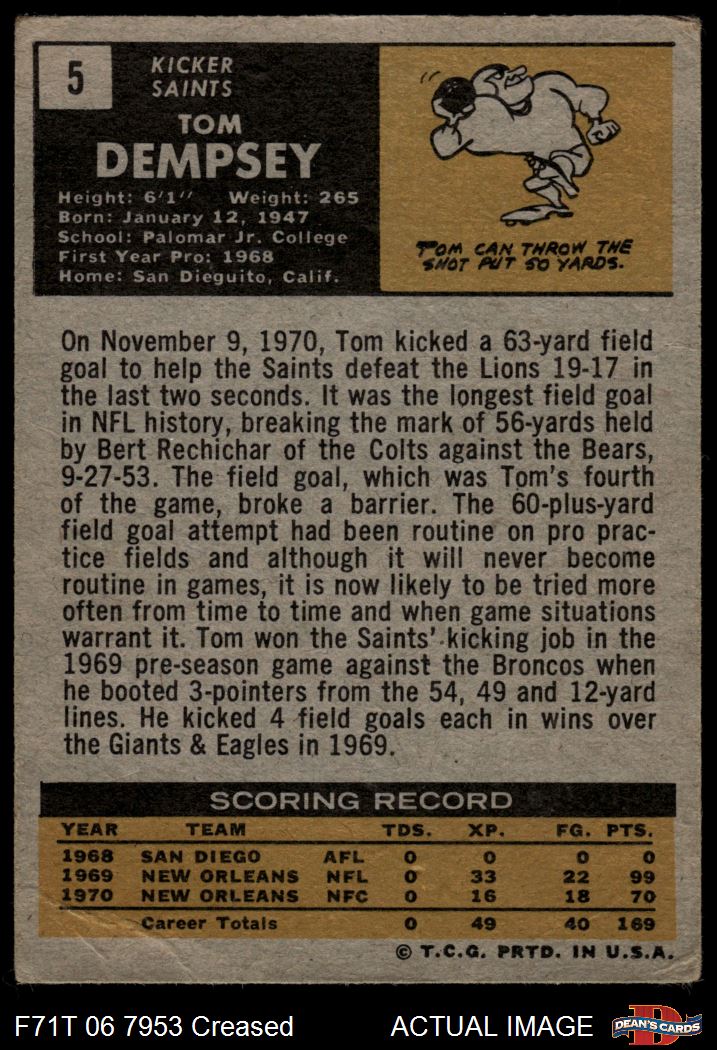 5
KICKER
SAINTS
TOM
DEMPSEY
Height: 6'1" Weight: 265
Born: January 12, 1947
School: Palomar Jr. College
First Year Pro: 1968
Home: San Dieguito, Calif.
TOM CAN THROW THE
SHOT PUT 50 YARDS.
On November 9, 1970, Tom kicked a 63-yard field
goal to help the Saints defeat the Lions 19-17 in
the last two seconds. It was the longest field goal
in NFL history, breaking the mark of 56-yards held
by Bert Rechichar of the Colts against the Bears,
9-27-53. The field goal, which was Tom's fourth
of the game, broke a barrier. The 60-plus-yard
field goal attempt had been routine on pro prac-
tice fields and although it will never become
routine in games, it is now likely to be tried more
often from time to time and when game situations
warrant it. Tom won the Saints' kicking job in the
1969 pre-season game against the Broncos when
he booted 3-pointers from the 54, 49 and 12-yard
lines. He kicked 4 field goals each in wins over
the Giants & Eagles in 1969.
SCORING RECORD
YEAR TEAM TDS. XP. FG. PTS.
1968 SAN DIEGO AFL 0 0 0 0
1969 NEW ORLEANS NFL 0 33 22 99
1970 NEW ORLEANS NFC 0 16 18 70
Career Totals 0 49 40 169
© T.C.G. PRTD. IN U.S.A.
F71T 06 7953 Creased ACTUAL IMAGE
D
DEAN'S CARDS